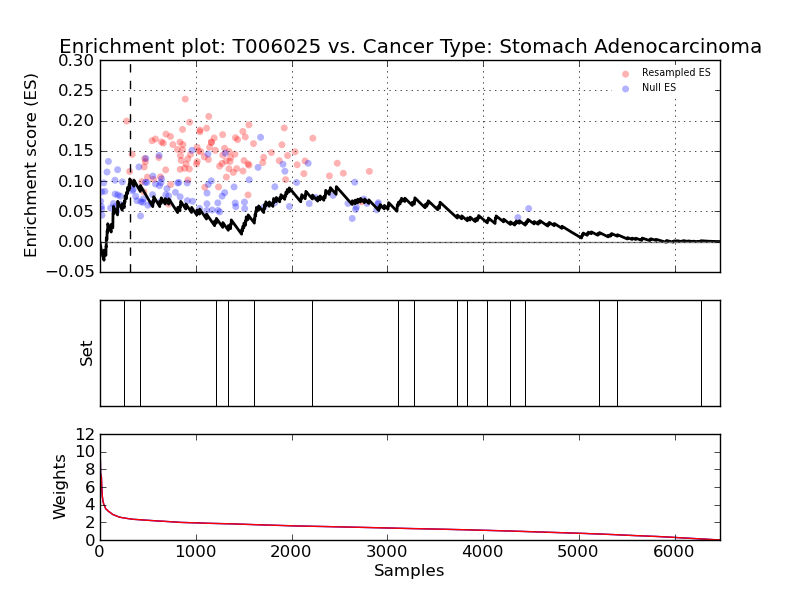 Enrichment plot: T006025 vs. Cancer Type: Stomach Adenocarcinoma
Enrichment score (ES)
0.30
0.25
0.20
0.15
0.10
0.05
0.00
−0.05
Resampled ES
Null ES
Set
Weights
12
10
8
6
4
2
0
0 1000 2000 3000 4000 5000 6000
Samples